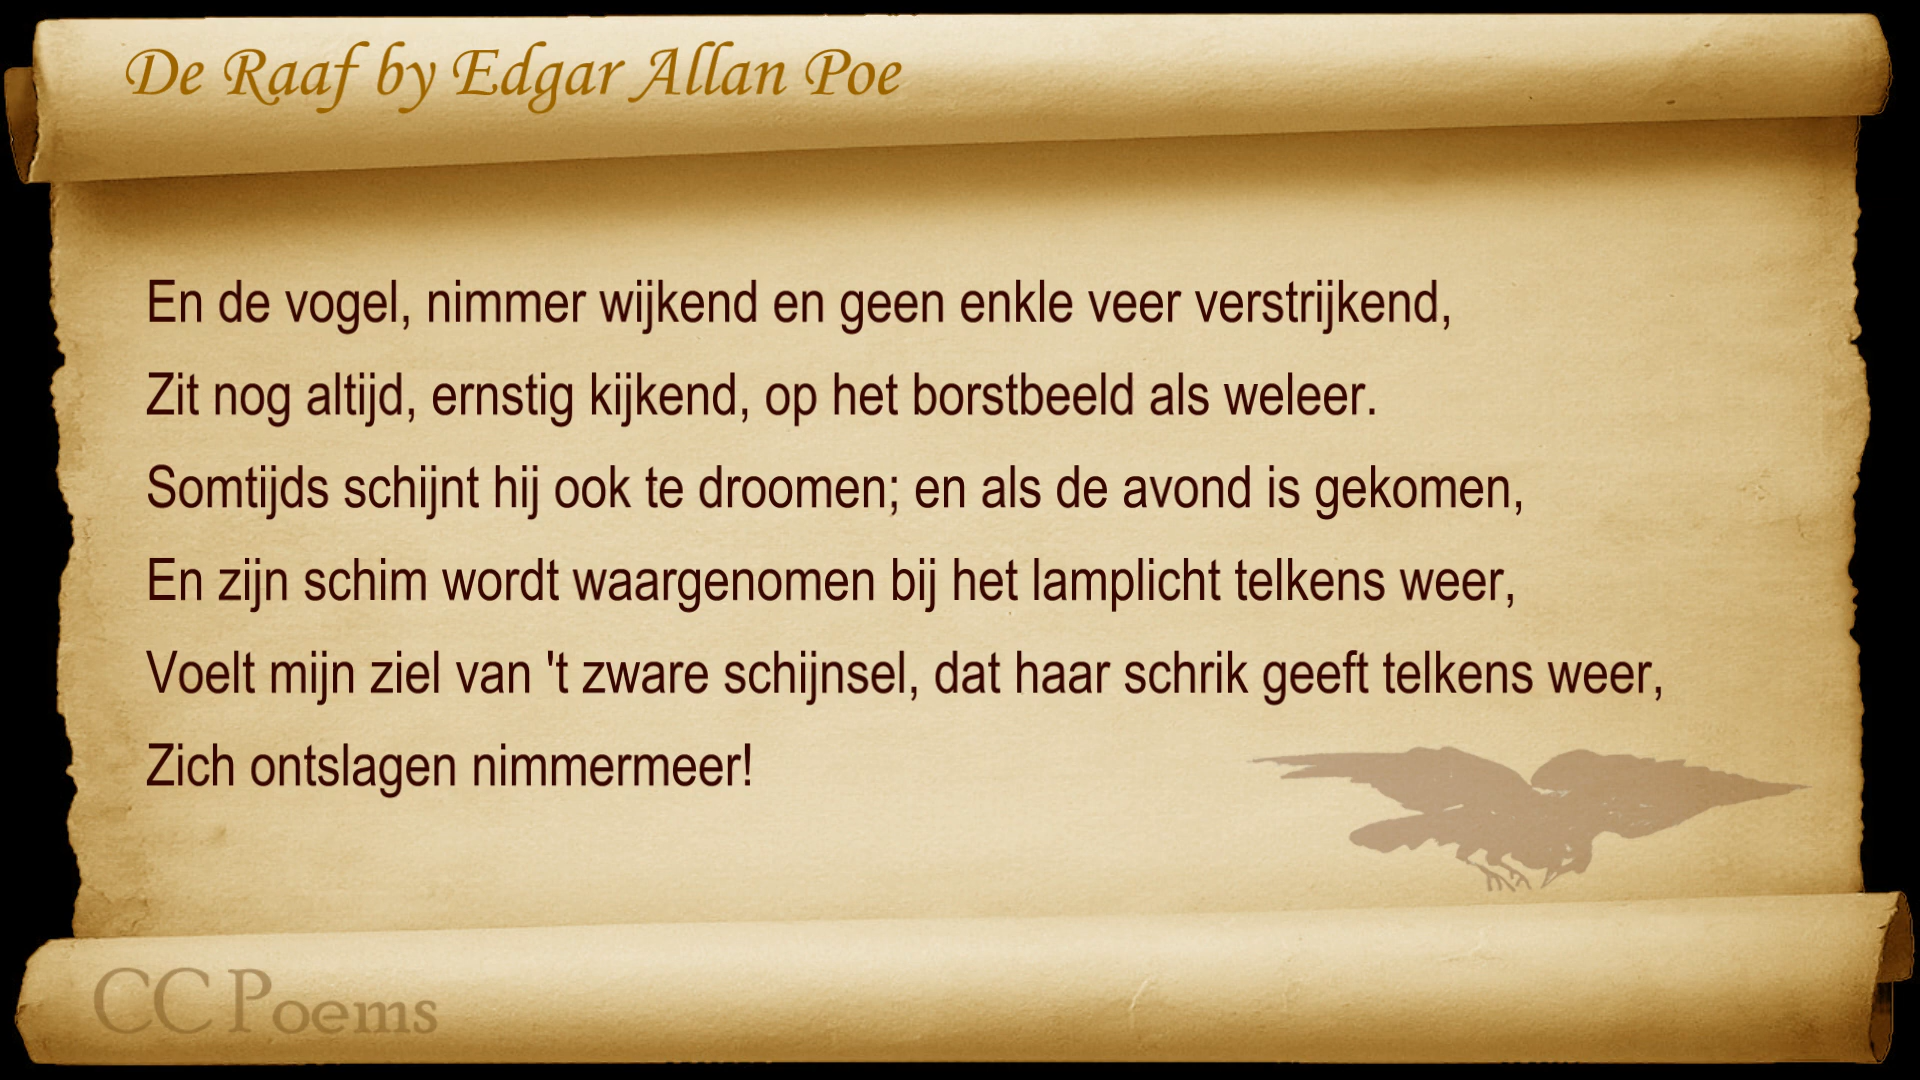 De Raaf by Edgar Allan Poe
En de vogel, nimmer wijkend en geen enkle veer verstrijkend,
Zit nog altijd, ernstig kijkend, op het borstbeeld als weleer.
Somtijds schijnt hij ook te droomen; en als de avond is gekomen,
En zijn schim wordt waargenomen bij het lamplicht telkens weer,
Voelt mijn ziel van 't zware schijnsel, dat haar schrik geeft telkens weer,
Zich ontslagen nimmermeer!
CC Poems